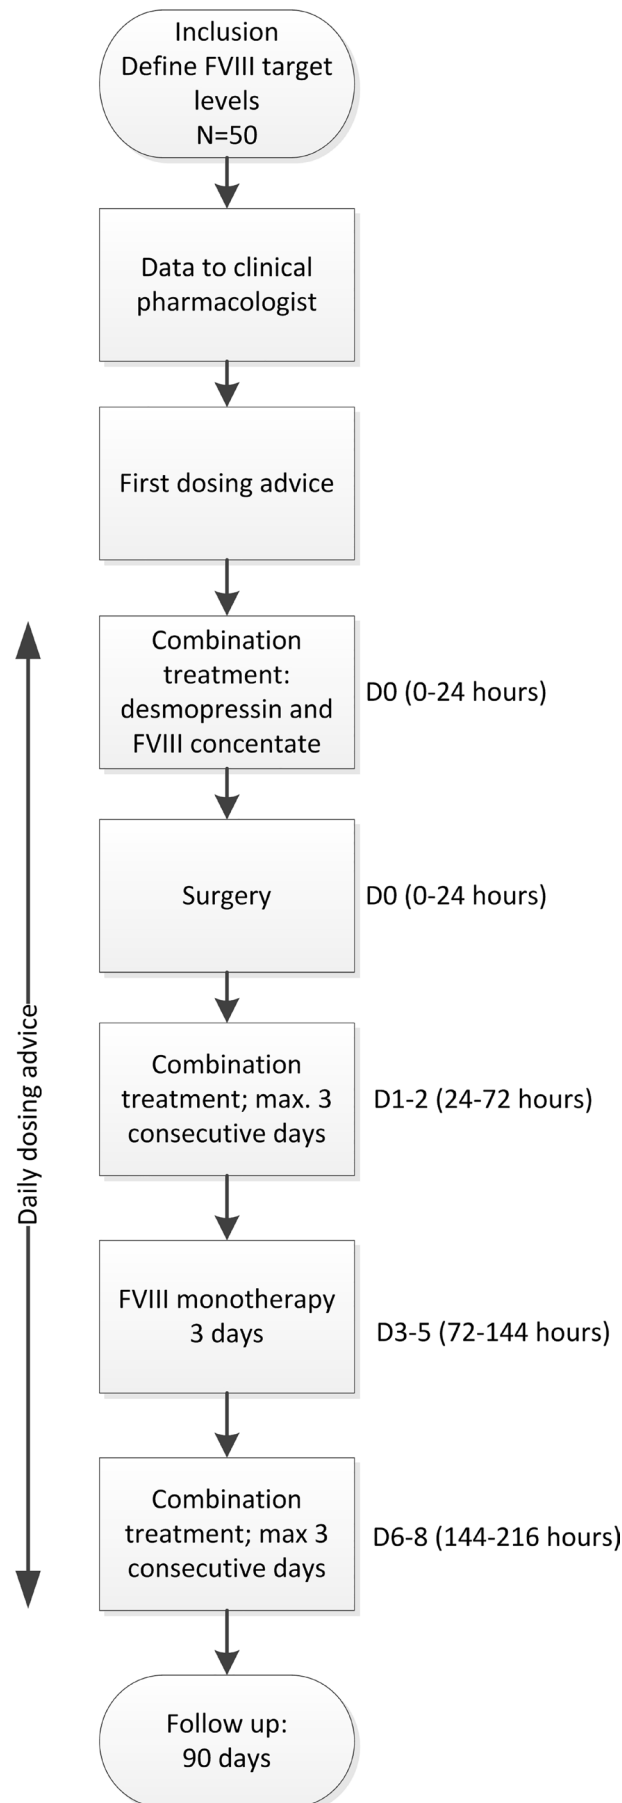 Inclusion
Define FVIII target
levels
N=50
Data to clinical
pharmacologist
First dosing advice
Combination
treatment:
desmopressin and
FVIII concentate
D0 (0-24 hours)
Surgery
D0 (0-24 hours)
Daily dosing advice
Combination
treatment; max. 3
consecutive days
D1-2 (24-72 hours)
FVIII monotherapy
3 days
D3-5 (72-144 hours)
Combination
treatment; max 3
consecutive days
D6-8 (144-216 hours)
Follow up:
90 days